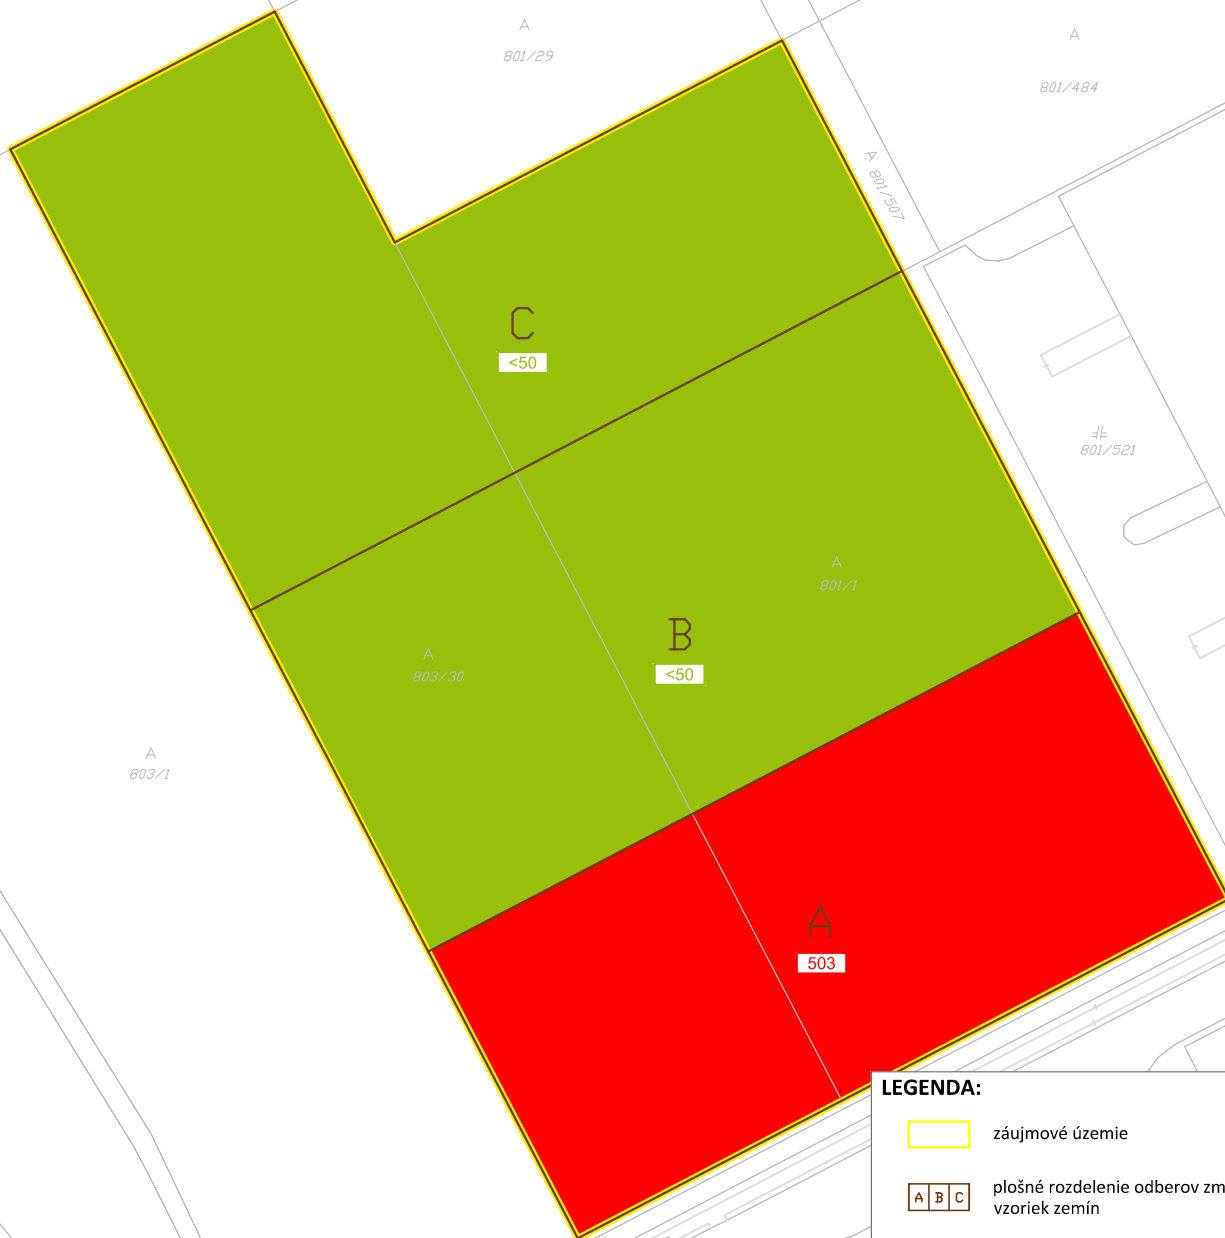 A
801/29
A
801/484
A 801/507
C
<50
801/521
A
801/1
B
<50
A
803/30
A
803/1
A
503
LEGENDA:
záujmové územie
A B C
plošné rozdelenie odberov zm
vzoriek zemín